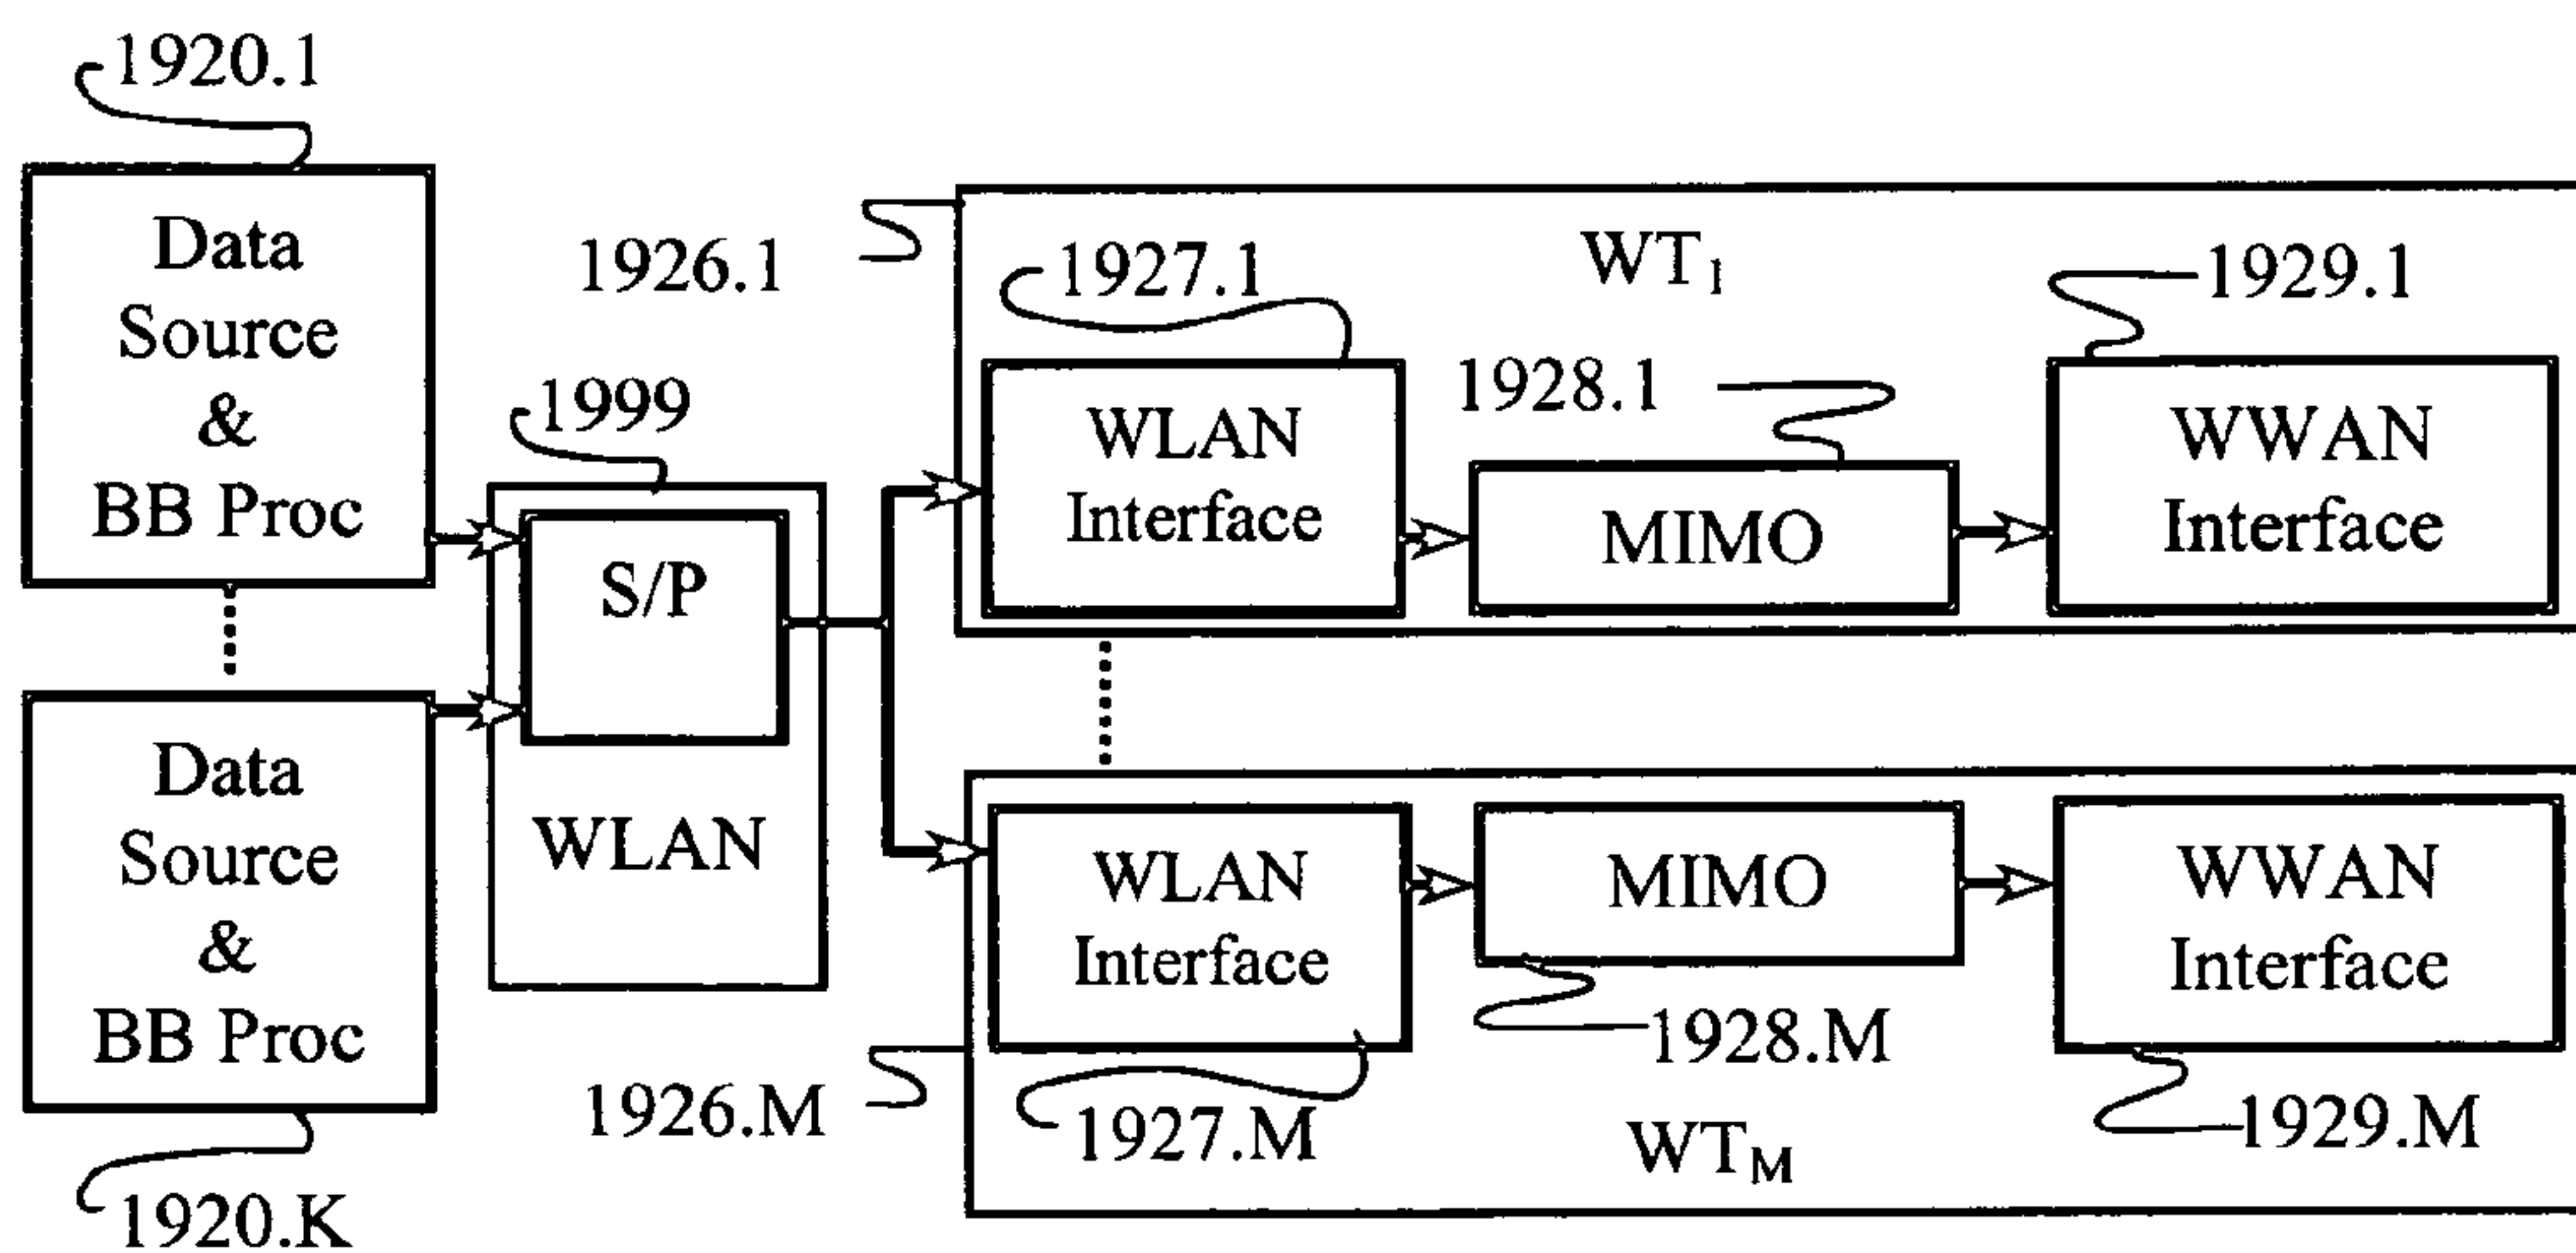 1920.1
Data
Source
&
BB Proc
1999
S/P
WLAN
Data
Source
&
BB Proc
1920.K
1926.1
WT1
1927.1
WLAN
Interface
1928.1
MIMO
1929.1
WWAN
Interface
1926.M
WLAN
Interface
1927.M
MIMO
1928.M
WWAN
Interface
1929.M
WTM